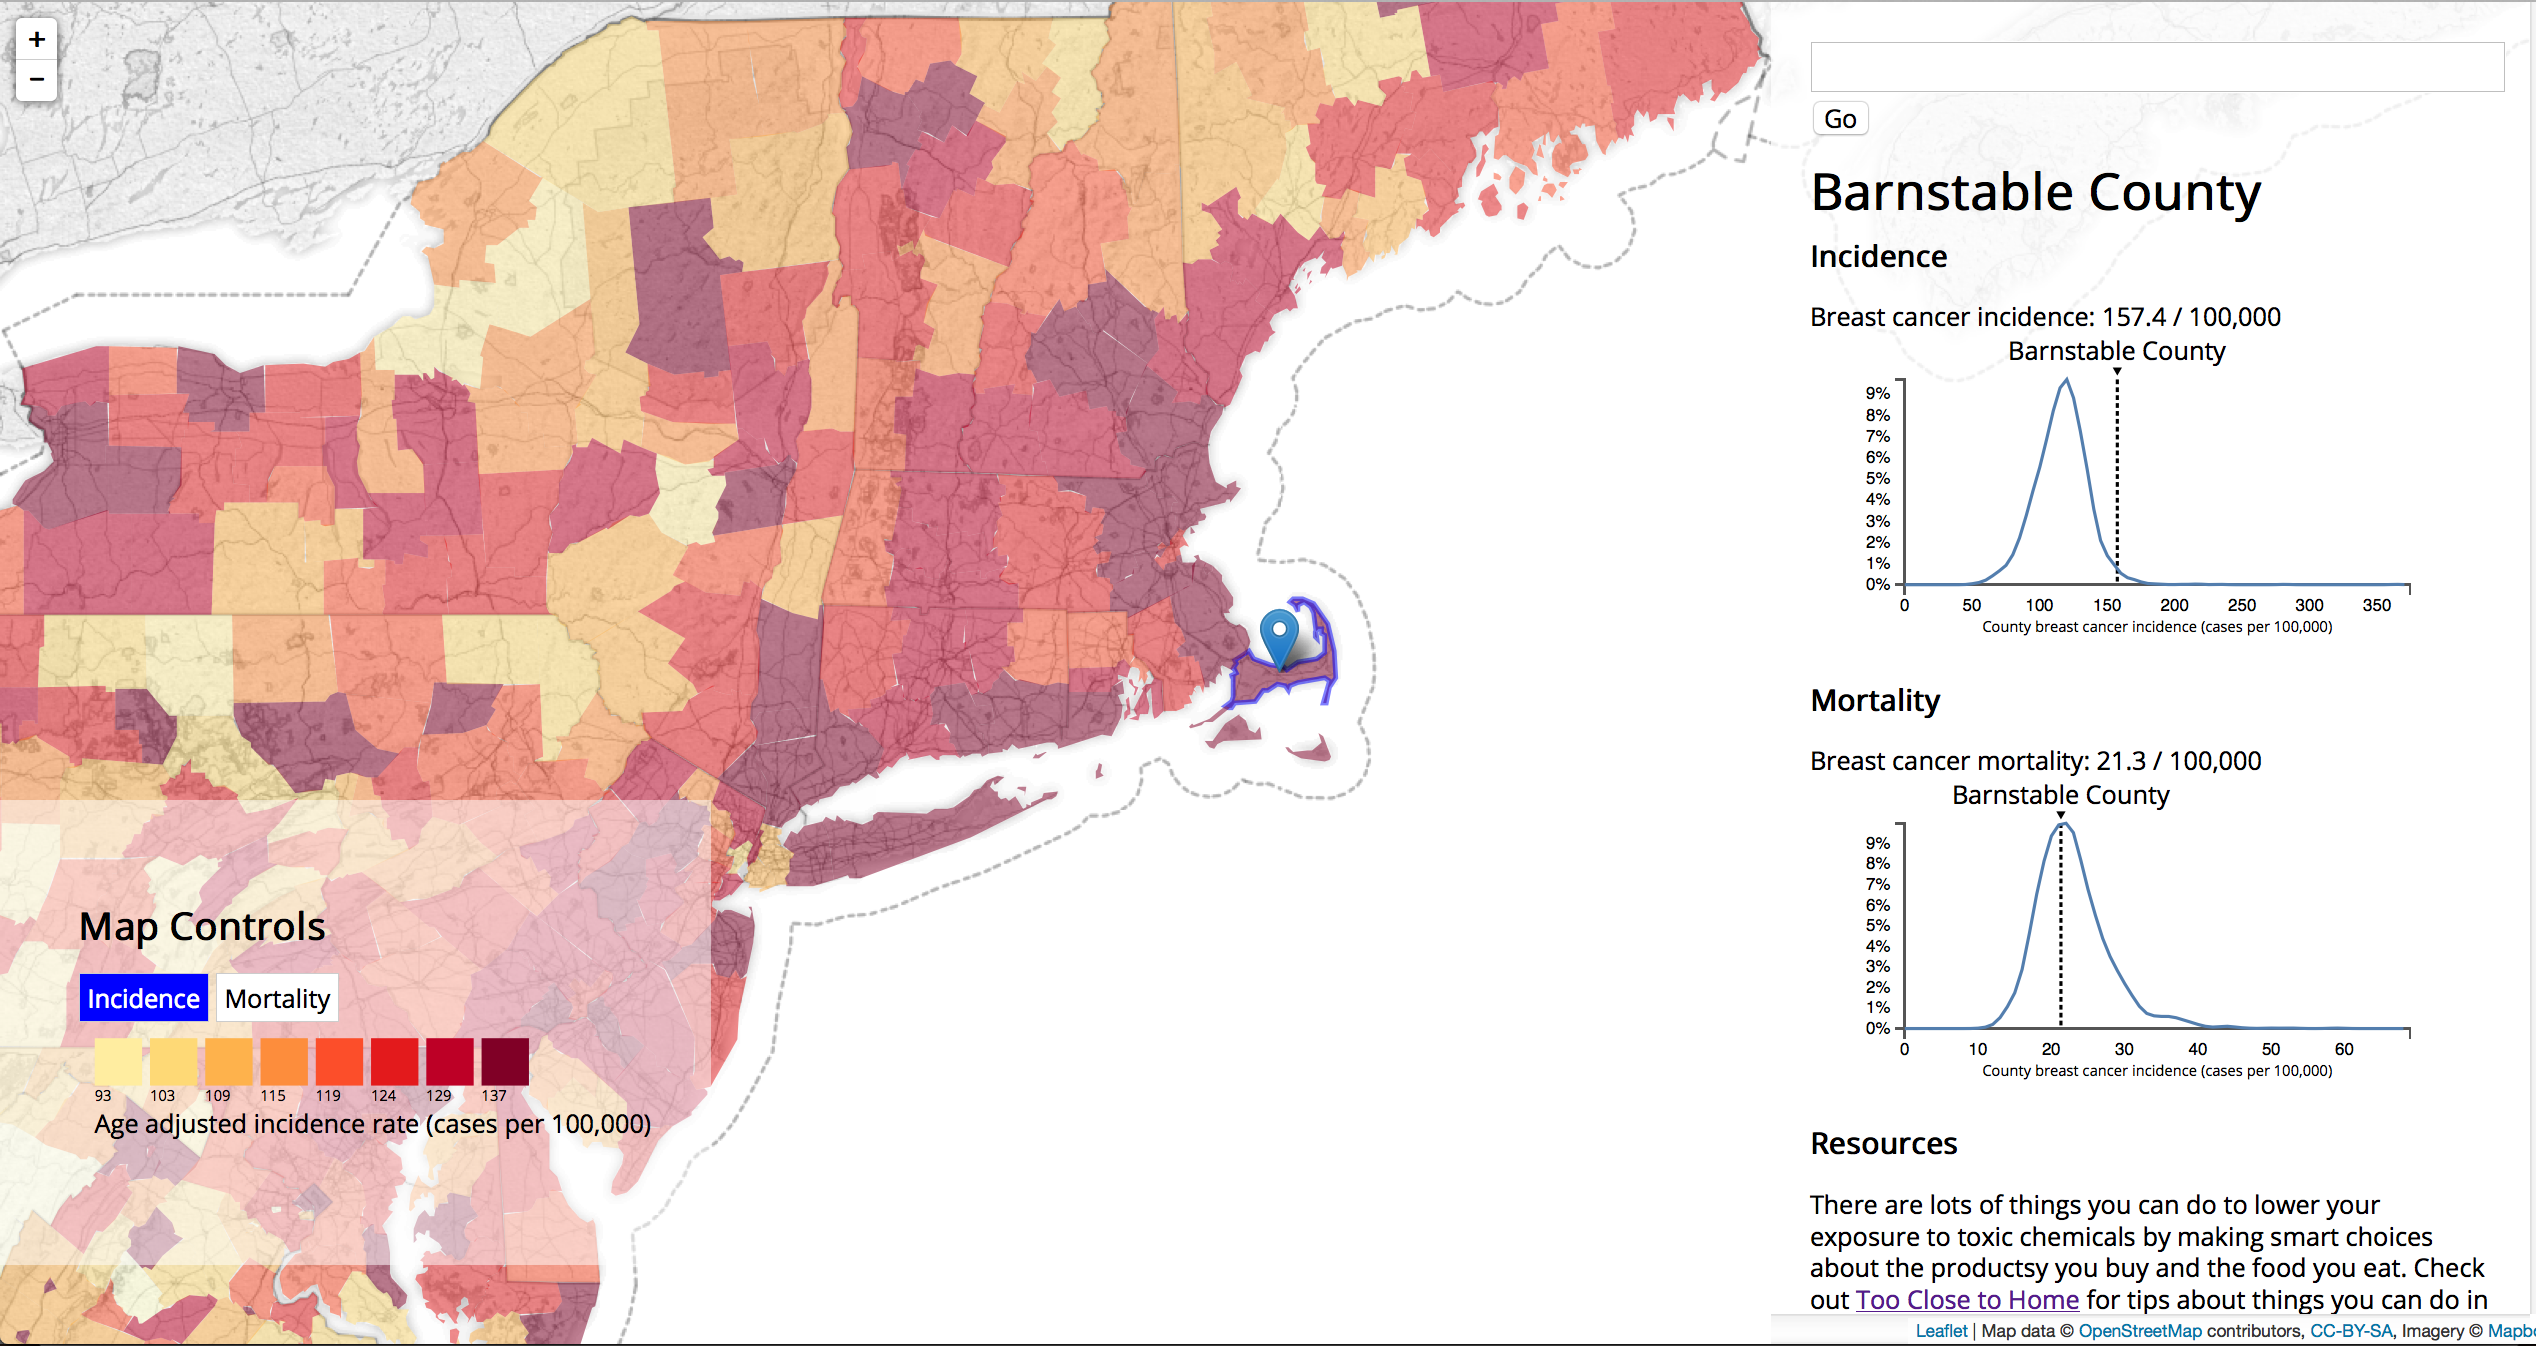 +
−
Go
Barnstable County
Incidence
Breast cancer incidence: 157.4 / 100,000
Barnstable County
9%
8%
7%
6%
5%
4%
3%
2%
1%
0%
0 50 100 150 200 250 300 350
County breast cancer incidence (cases per 100,000)
Mortality
Breast cancer mortality: 21.3 / 100,000
Barnstable County
9%
8%
7%
6%
5%
4%
3%
2%
1%
0%
0 10 20 30 40 50 60
County breast cancer incidence (cases per 100,000)
Resources
There are lots of things you can do to lower your
exposure to toxic chemicals by making smart choices
about the productsy you buy and the food you eat. Check
out Too Close to Home for tips about things you can do in
Map Controls
Incidence Mortality
93 103 109 115 119 124 129 137
Age adjusted incidence rate (cases per 100,000)
Leaflet | Map data © OpenStreetMap contributors, CC-BY-SA, Imagery © Mapbo